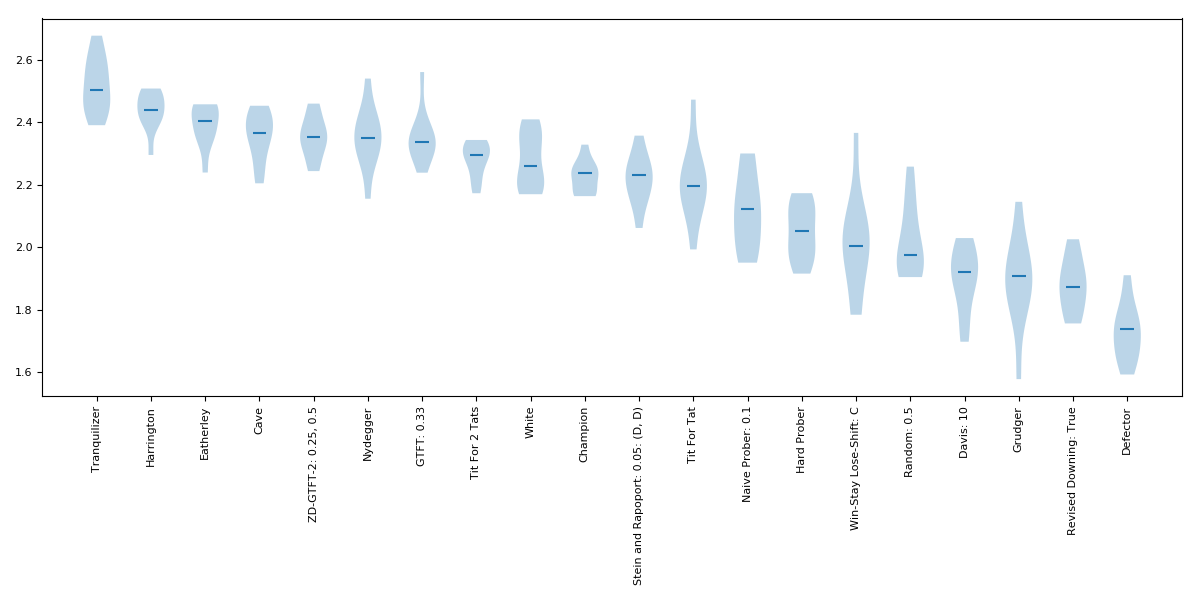 2.6
2.4
2.2
2.0
1.8
1.6
Tranquilizer
Harrington
Eatherley
Cave
ZD-GTFT-2: 0.25, 0.5
Nydegger
GTFT: 0.33
Tit For 2 Tats
White
Champion
Stein and Rapoport: 0.05: (D, D)
Tit For Tat
Naive Prober: 0.1
Hard Prober
Win-Stay Lose-Shift: C
Random: 0.5
Davis: 10
Grudger
Revised Downing: True
Defector